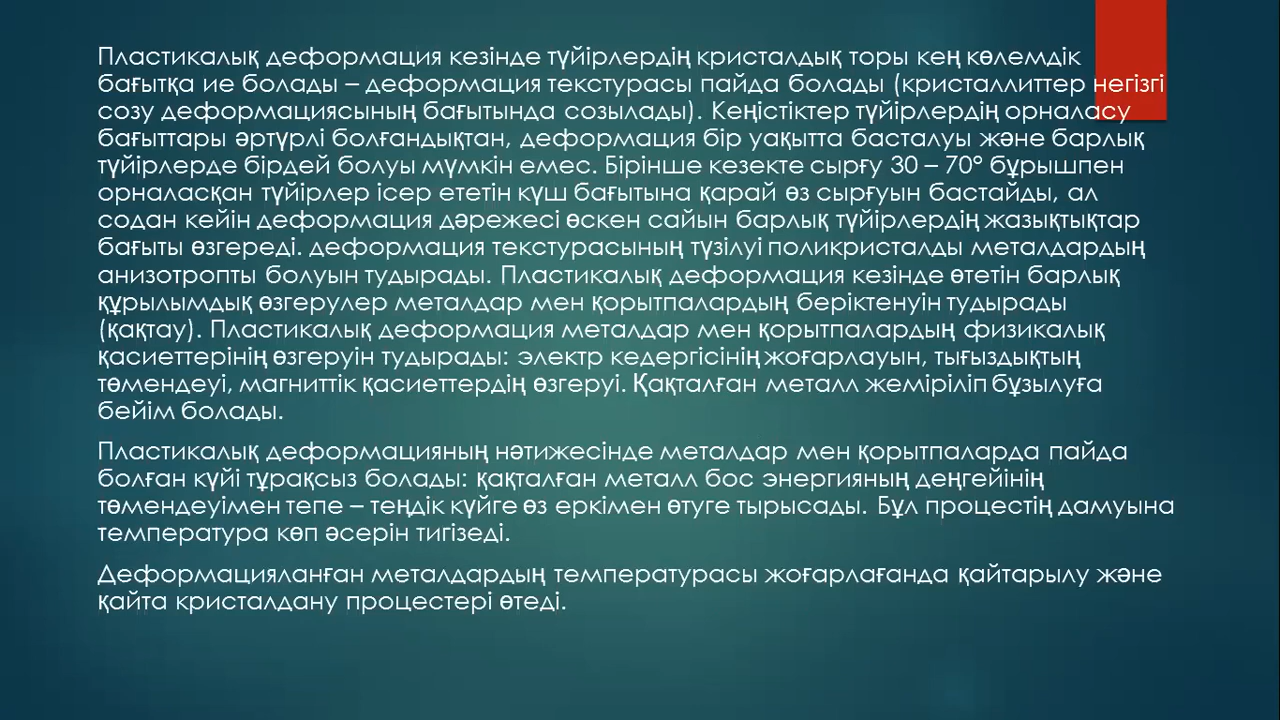 Пластикалық деформация кезінде түйірлердің кристалдық торы кең көлемдік
бағытқа ие болады – деформация текстурасы пайда болады (кристаллиттер негізгі
созу деформациясының бағытында созылады). Кеңістіктер түйірлердің орналасу
бағыттары әртүрлі болғандықтан, деформация бір уақытта басталуы және барлық
түйірлерде бірдей болуы мүмкін емес. Бірінше кезекте сырғу 30 – 70° бұрышпен
орналасқан түйірлер ісер ететін күш бағытына қарай өз сырғуын бастайды, ал
содан кейін деформация дәрежесі өскен сайын барлық түйірлердің жазықтықтар
бағыты өзгереді. деформация текстурасының түзілуі поликристалды металдардың
анизотропты болуын тудырады. Пластикалық деформация кезінде өтетін барлық
құрылымдық өзгерулер металдар мен қорытпалардың беріктенуін тудырады
(қақтау). Пластикалық деформация металдар мен қорытпалардың физикалық
қасиеттерінің өзгеруін тудырады: электр кедергісінің жоғарлауын, тығыздықтың
төмендеуі, магниттік қасиеттердің өзгеруі. Қақталған металл жеміріліп бұзылуға
бейім болады.
Пластикалық деформацияның нәтижесінде металдар мен қорытпаларда пайда
болған күйі тұрақсыз болады: қақталған металл бос энергияның деңгейінің
төмендеуімен тепе – теңдік күйге өз еркімен өтуге тырысады. Бұл процестің дамуына
температура көп әсерін тигізеді.
Деформацияланған металдардың температурасы жоғарлағанда қайтарылу және
қайта кристалдану процестері өтеді.